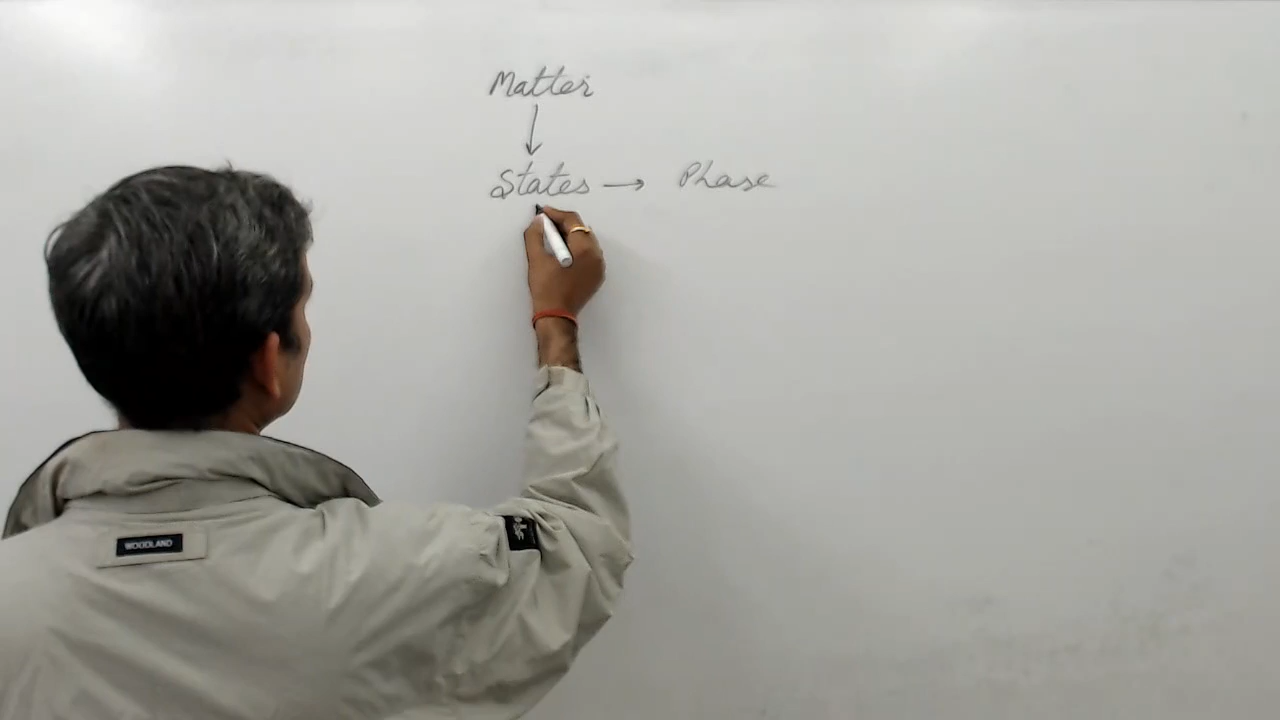 Matter
States → Phase
WOODLAND